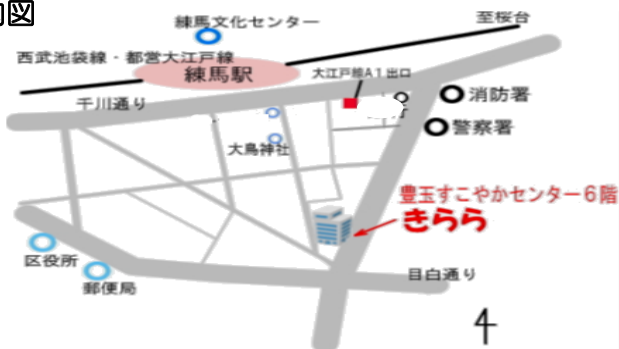 図
練馬文化センター
至桜台
西武池袋線・都営大江戸線
練馬駅
大江戸線A1出口
千川通り
消防署
警察署
大鳥神社
豊玉すこやかセンター6階
きらら
区役所
郵便局
目白通り